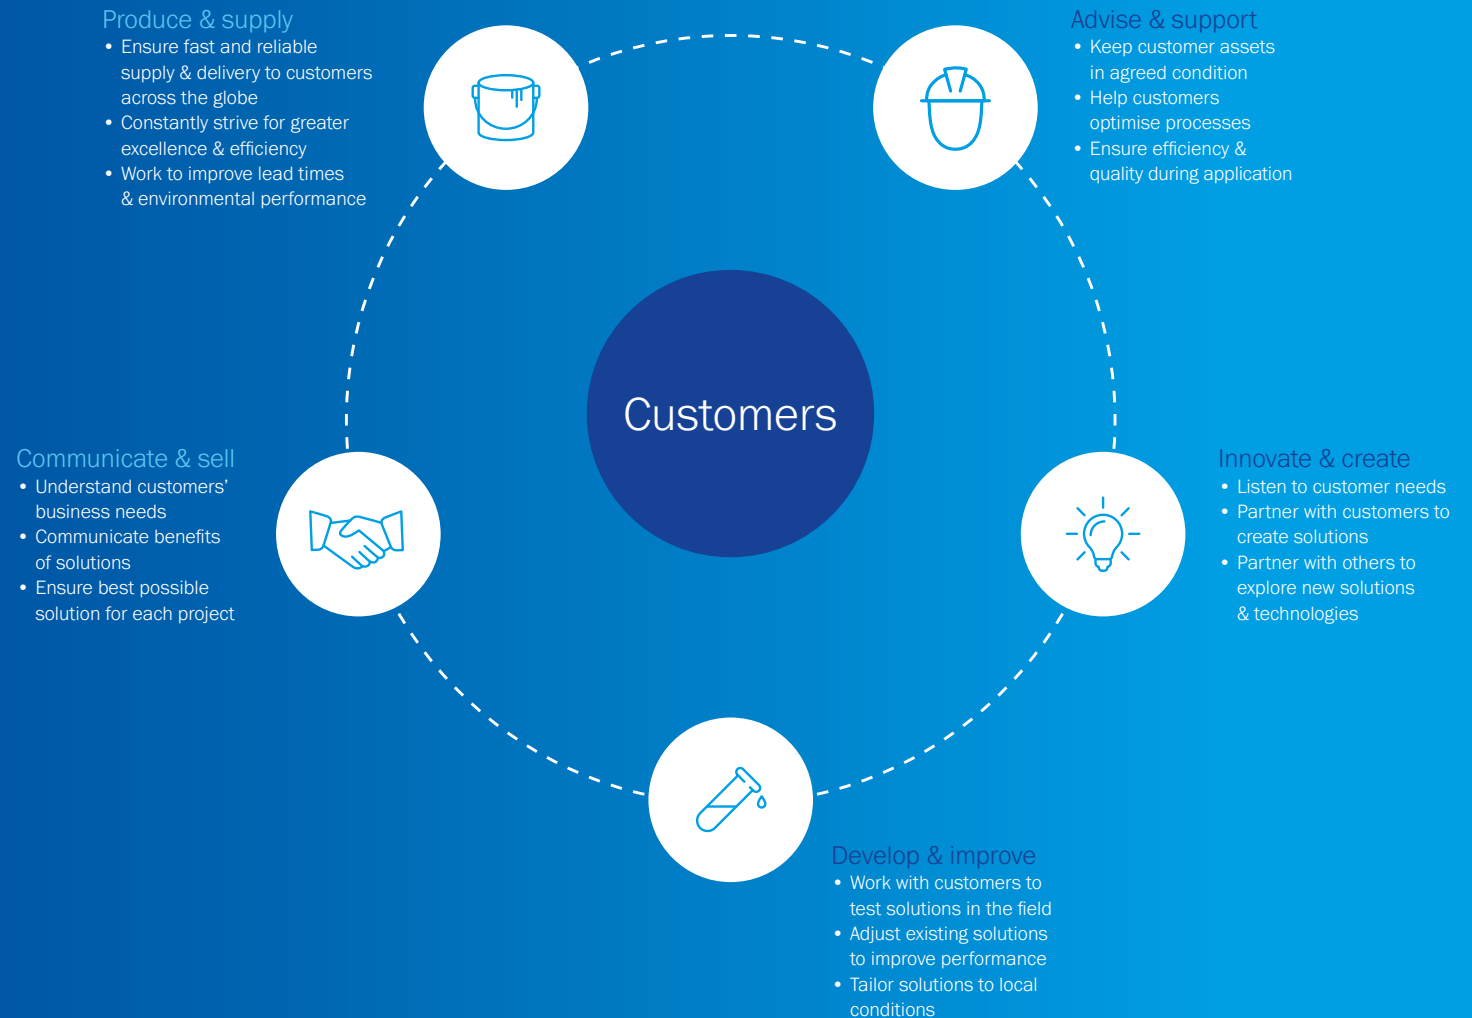 Produce & supply
• Ensure fast and reliable
supply & delivery to customers
across the globe
• Constantly strive for greater
excellence & efficiency
• Work to improve lead times
& environmental performance
Advise & support
• Keep customer assets
in agreed condition
• Help customers
optimise processes
• Ensure efficiency &
quality during application
Customers
Communicate & sell
• Understand customers’
business needs
• Communicate benefits
of solutions
• Ensure best possible
solution for each project
Innovate & create
• Listen to customer needs
• Partner with customers to
create solutions
• Partner with others to
explore new solutions
& technologies
Develop & improve
• Work with customers to
test solutions in the field
• Adjust existing solutions
to improve performance
• Tailor solutions to local
conditions